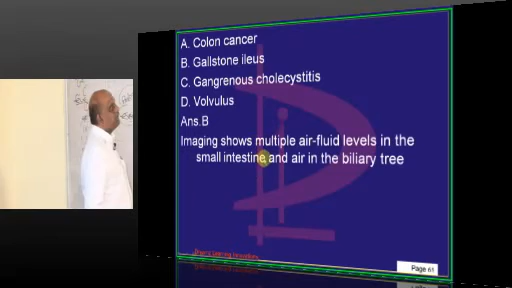 A. Colon cancer
B. Gallstone ileus
C. Gangrenous cholecystitis
D. Volvulus
Ans.B
Imaging shows multiple air-fluid levels in the
small intestine and air in the biliary tree
Page 61